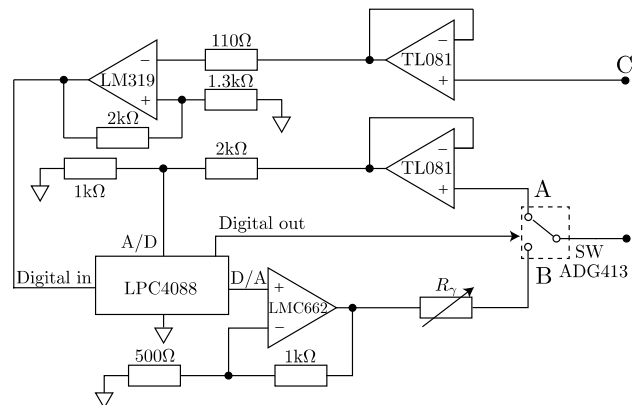 110Ω
−
LM319
+
1.3kΩ
2kΩ
−
TL081
+
C
1kΩ
2kΩ
−
TL081
+
A
A/D
Digital out
SW
ADG413
B
Digital in
LPC4088
D/A
+
LMC662
−
Rγ
500Ω
1kΩ